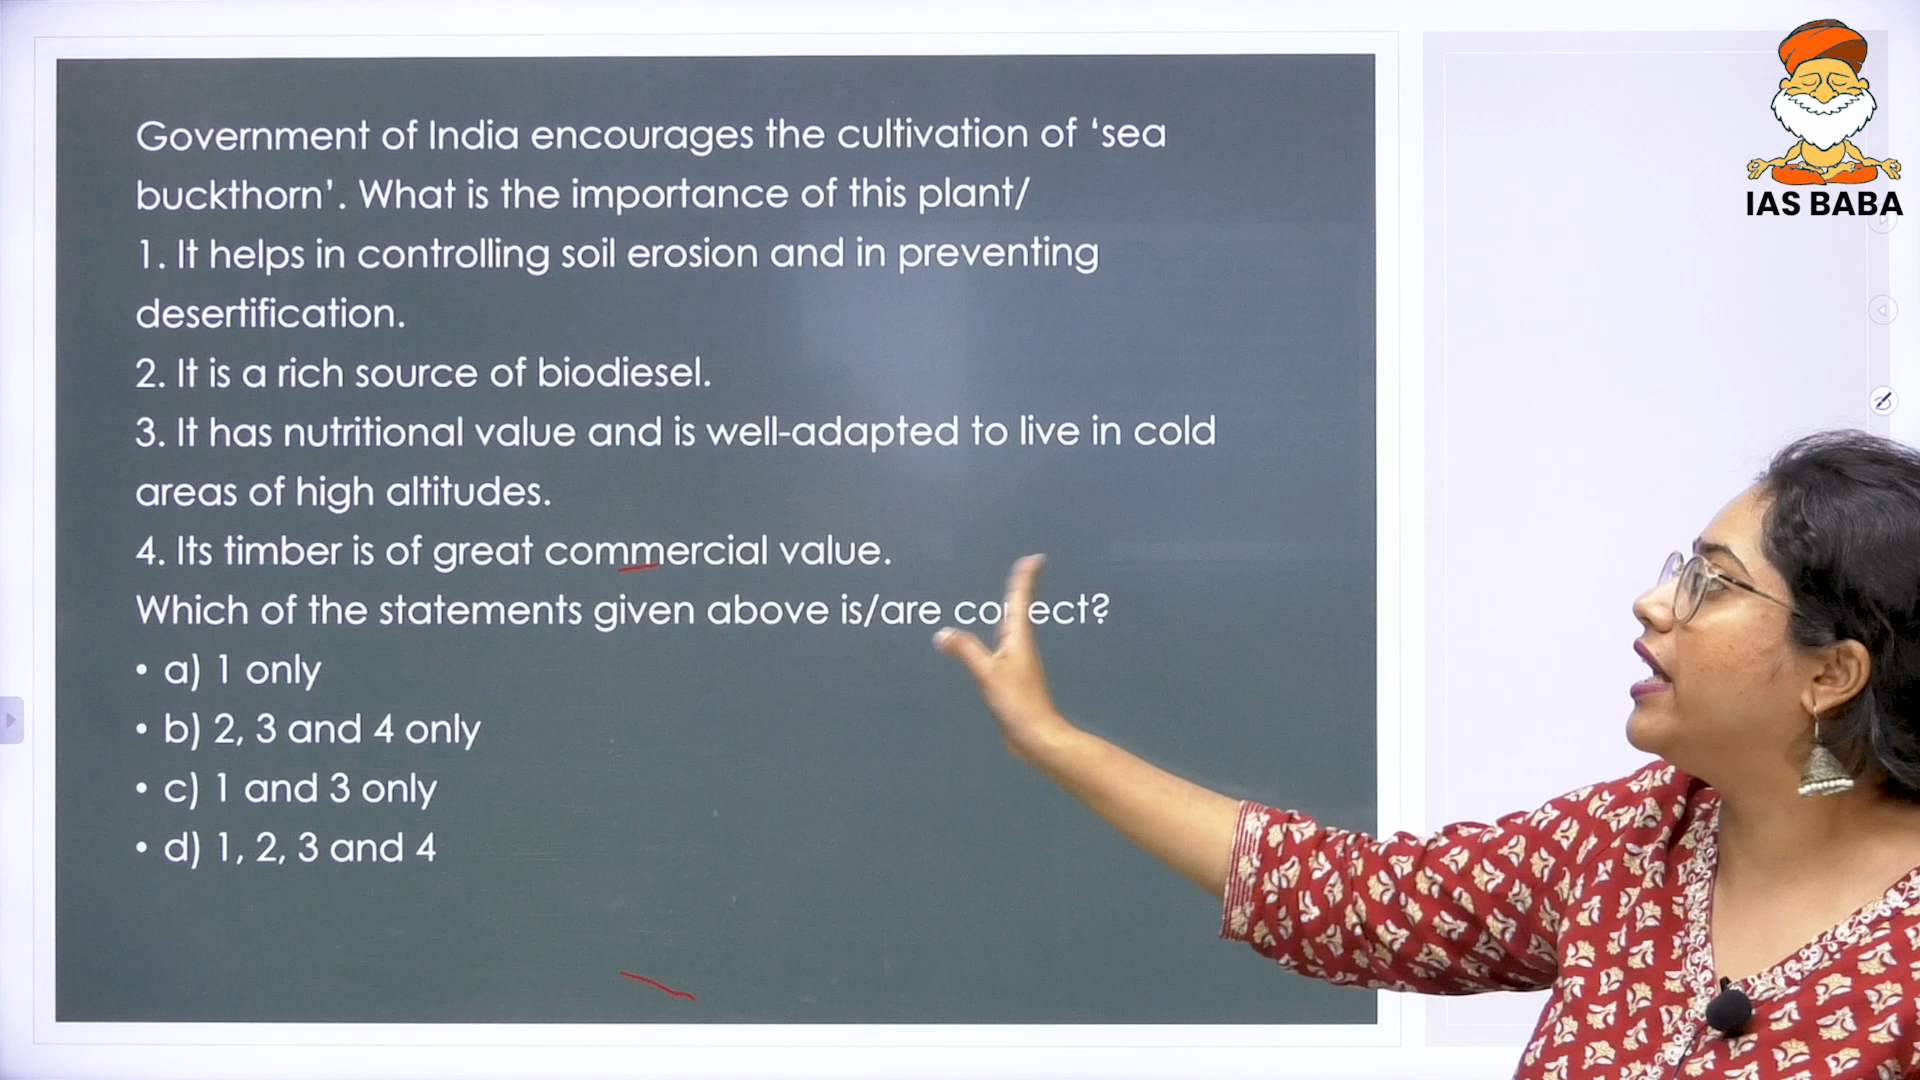 Government of India encourages the cultivation of ‘sea
buckthorn’. What is the importance of this plant/
1. It helps in controlling soil erosion and in preventing
desertification.
2. It is a rich source of biodiesel.
3. It has nutritional value and is well-adapted to live in cold
areas of high altitudes.
4. Its timber is of great commercial value.
Which of the statements given above is/are correct?
• a) 1 only
• b) 2, 3 and 4 only
• c) 1 and 3 only
• d) 1, 2, 3 and 4
IAS BABA